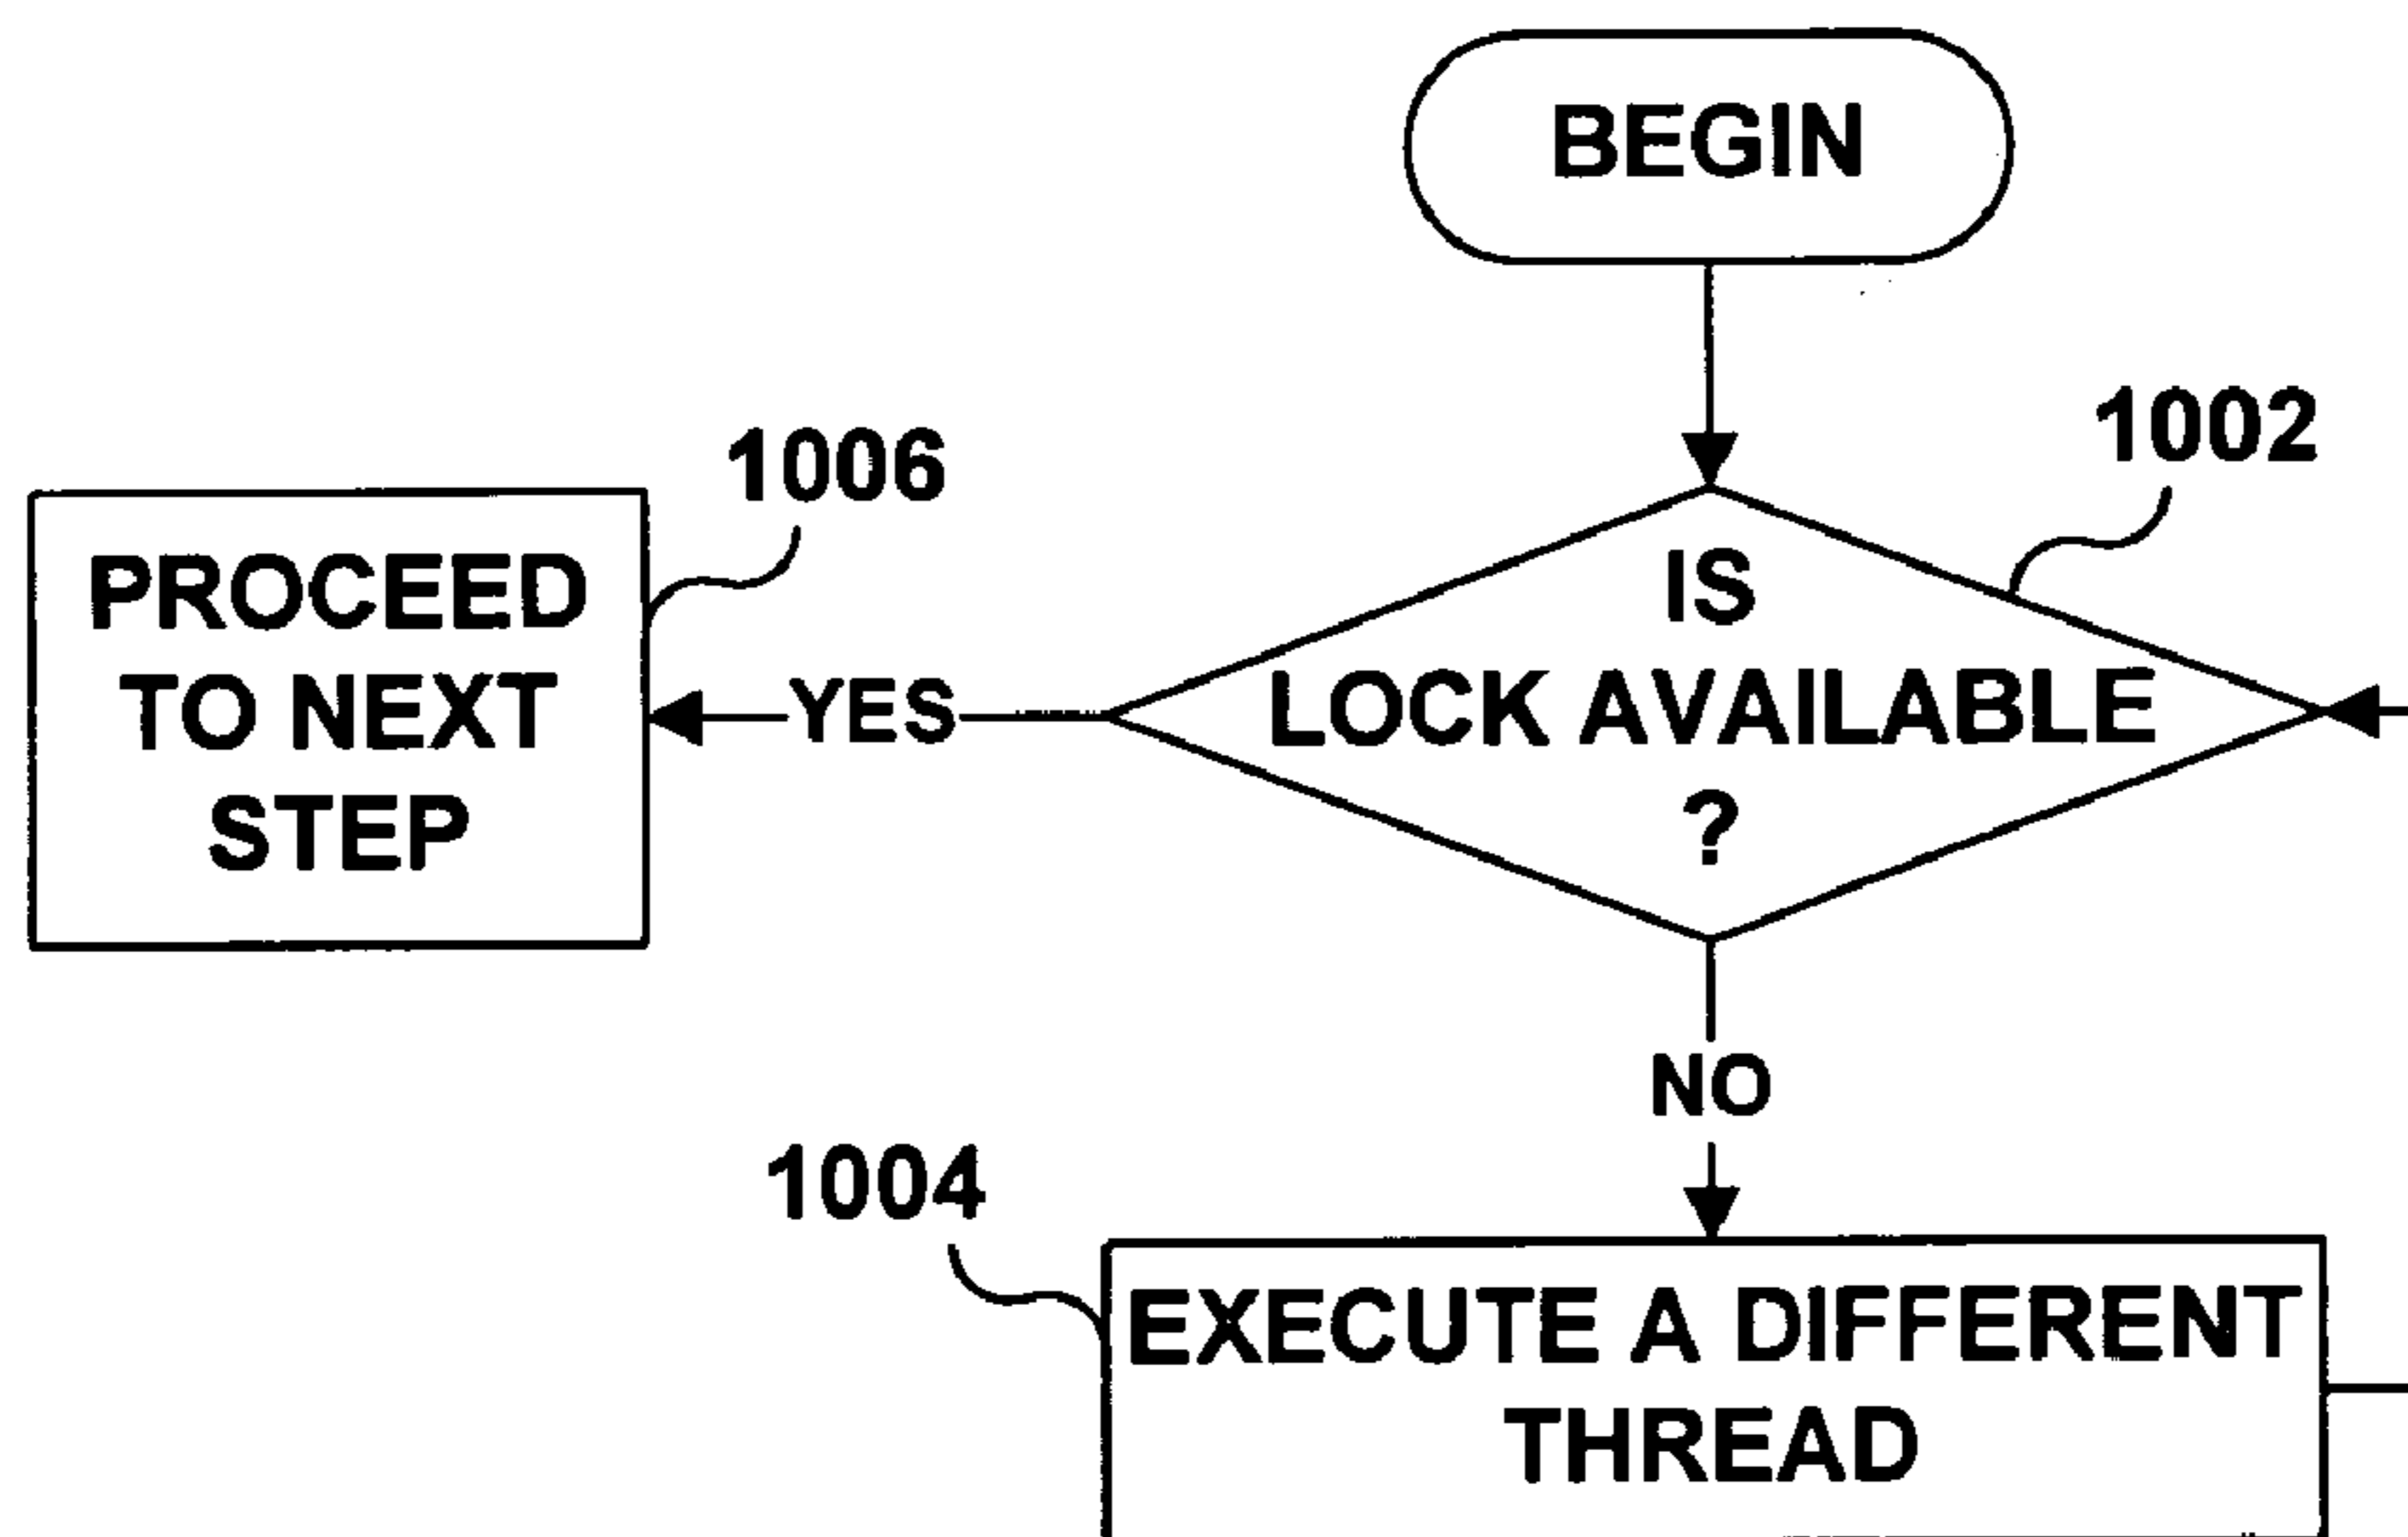 BEGIN
1002
1006
IS
LOCK AVAILABLE
?
YES
PROCEED
TO NEXT
STEP
NO
1004
EXECUTE A DIFFERENT
THREAD